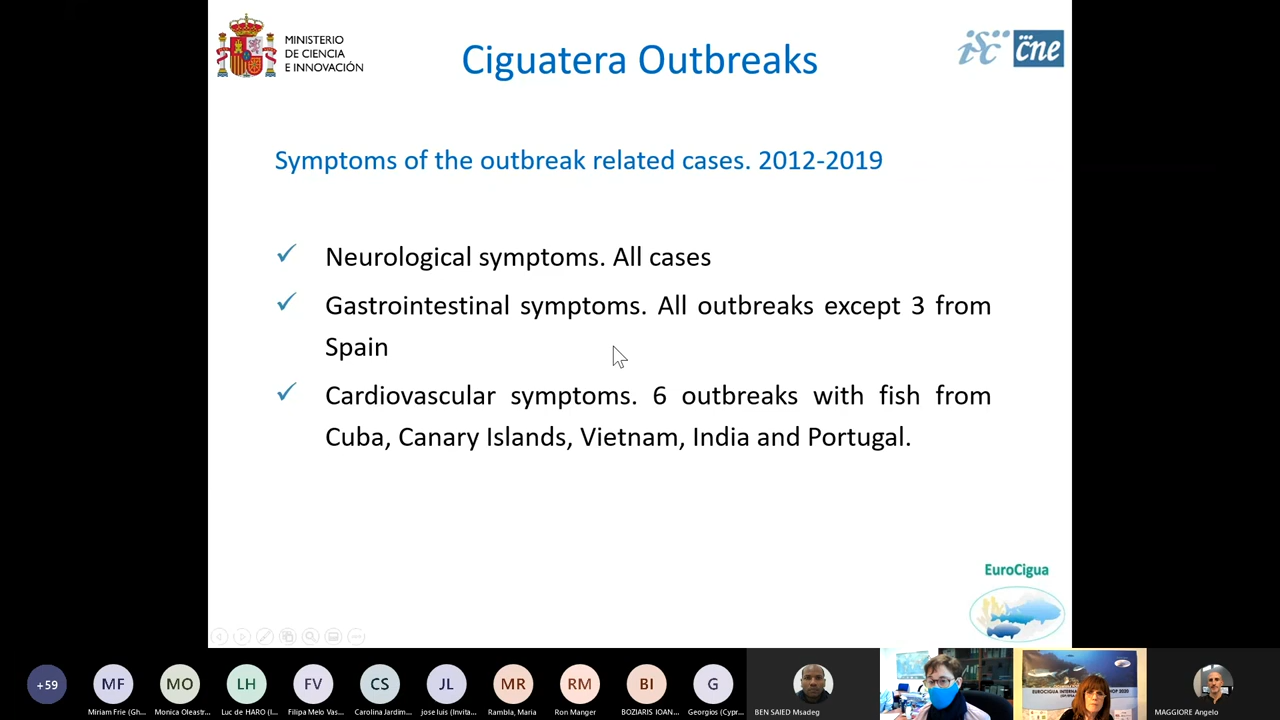 MINISTERIO
DE CIENCIA
E INNOVACIÓN
Ciguatera Outbreaks
isc cne
Symptoms of the outbreak related cases. 2012-2019
✓ Neurological symptoms. All cases
✓ Gastrointestinal symptoms. All outbreaks except 3 from
Spain
✓ Cardiovascular symptoms. 6 outbreaks with fish from
Cuba, Canary Islands, Vietnam, India and Portugal.
EuroCigua
+59
MF
MO
LH
FV
CS
JL
MR
RM
BI
G
Miriam Frie (Gh...
Monica Oleastr...
Luc de HARO (I...
Filipa Melo Vas...
Carolina Jardim...
jose luis (Invita...
Rambla, Maria
Ron Manger
BOZIARIS IOAN...
Georgios (Cypr...
BEN SAIED Msadeg
MAGGIORE Angelo